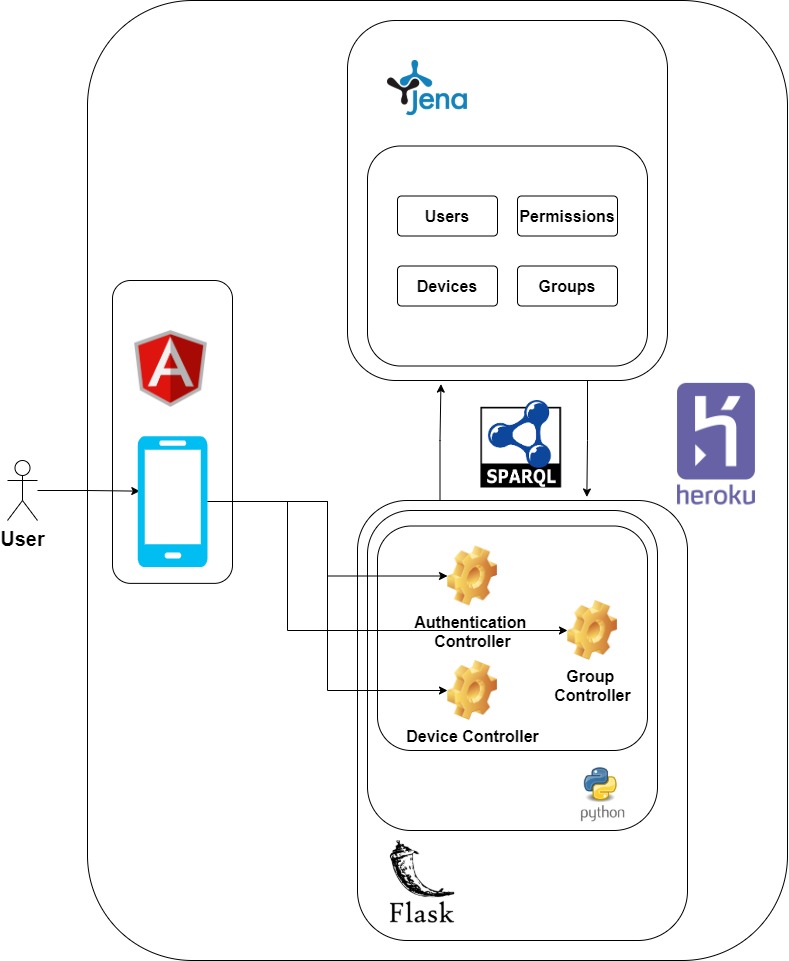 Jena
Users
Permissions
Devices
Groups
A
SPARQL
heroku
User
Authentication
Controller
Group
Controller
Device Controller
python
Flask